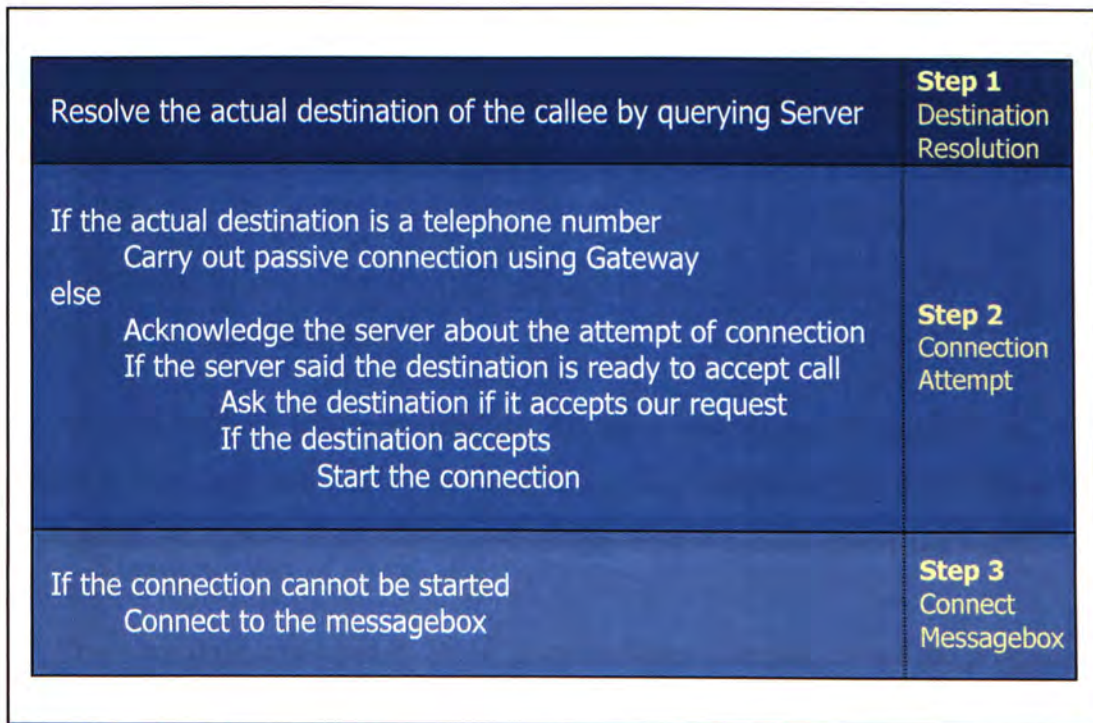 Resolve the actual destination of the callee by querying Server
Step 1
Destination
Resolution
If the actual destination is a telephone number
Carry out passive connection using Gateway
else
Acknowledge the server about the attempt of connection
If the server said the destination is ready to accept call
Ask the destination if it accepts our request
If the destination accepts
Start the connection
Step 2
Connection
Attempt
If the connection cannot be started
Connect to the messagebox
Step 3
Connect
Messagebox